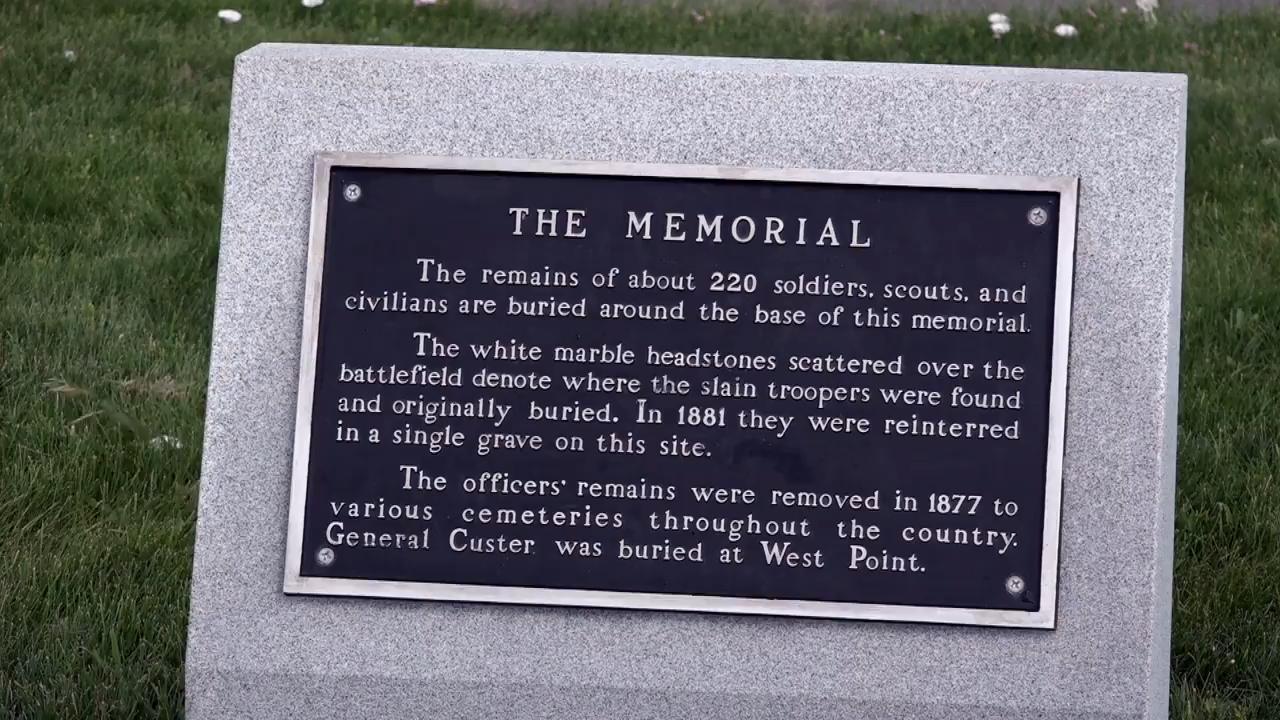 THE MEMORIAL
The remains of about 220 soldiers, scouts, and
civilians are buried around the base of this memorial.
The white marble headstones scattered over the
battlefield denote where the slain troopers were found
and originally buried. In 1881 they were reinterred
in a single grave on this site.
The officers' remains were removed in 1877 to
various cemeteries throughout the country.
General Custer was buried at West Point.